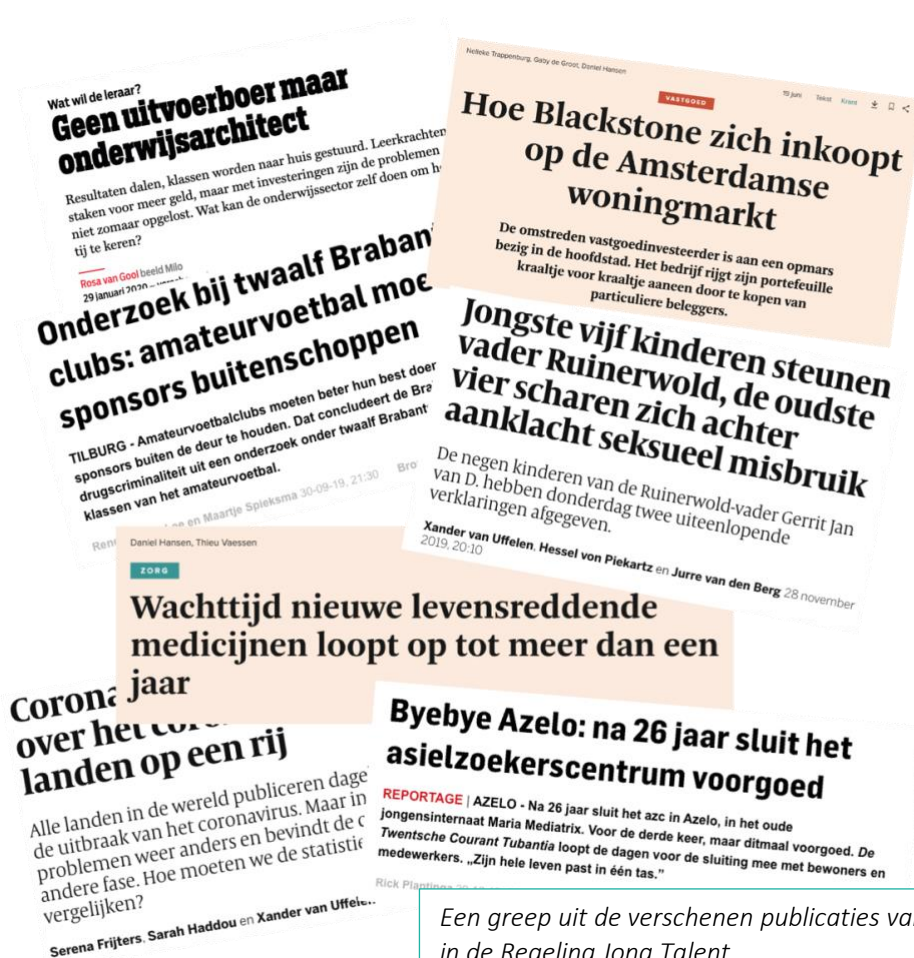 Wat wil de leraar?
Geen uitvoerboer maar
onderwijsarchitect
Resultaten dalen, klassen worden naar huis gestuurd. Leerkrachten
staken voor meer geld, maar met investeringen zijn de problemen
niet zomaar opgelost. Wat kan de onderwijssector zelf doen om
tij te keren?
Rosa van Gool beeld Milo
29 januari 2020
Nelleke Trappenburg, Gaby de Groot, Daniel Hansen
VASTGOED
19 juni Tekst Krant
Hoe Blackstone zich inkoopt
op de Amsterdamse
woningmarkt
De omstreden vastgoedinvesteerder is aan een opmars
bezig in de hoofdstad. Het bedrijf rijgt zijn portefeuille
kraaltje voor kraaltje aaneen door te kopen van
particuliere beleggers.
Onderzoek bij twaalf Braban
clubs: amateurvoetbal moe
sponsors buitenschoppen
TILBURG - Amateurvoetbalclubs moeten beter hun best doen
sponsors buiten de deur te houden. Dat concludeert de Bra
drugscriminaliteit uit een onderzoek onder twaalf Brabant
klassen van het amateurvoetbal.
en Maartje Spieksma 30-09-19, 21:30 Bro
Jongste vijf kinderen steunen
vader Ruinerwold, de oudste
vier scharen zich achter
aanklacht seksueel misbruik
De negen kinderen van de Ruinerwold-vader Gerrit Jan
van D. hebben donderdag twee uiteenlopende
verklaringen afgegeven.
Xander van Uffelen, Hessel von Piekartz en Jurre van den Berg 28 november
2019, 20:10
Daniel Hansen, Thieu Vaessen
ZORG
Wachttijd nieuwe levensreddende
medicijnen loopt op tot meer dan een
jaar
Corona
over het
landen op een rij
Alle landen in de wereld publiceren dage
de uitbraak van het coronavirus. Maar in
problemen weer anders en bevindt de
andere fase. Hoe moeten we de statistie
vergelijken?
Serena Frijters, Sarah Haddou en Xander van Uffelen
Byebye Azelo: na 26 jaar sluit het
asielzoekerscentrum voorgoed
REPORTAGE | AZELO - Na 26 jaar sluit het azc in Azelo, in het oude
jongensinternaat Maria Mediatrix. Voor de derde keer, maar ditmaal voorgoed. De
Twentsche Courant Tubantia loopt de dagen voor de sluiting mee met bewoners en
medewerkers. „Zijn hele leven past in één tas.”
Rick Plantinga
Een greep uit de verschenen publicaties va
in de Regeling Jong Talent